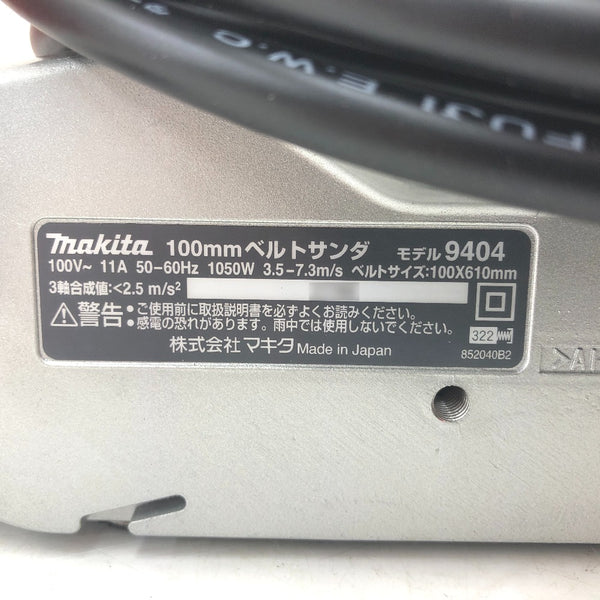 FUJI E.W.C
makita 100mmベルトサンダ モデル9404
100V~ 11A 50-60Hz 1050W 3.5-7.3m/s ベルトサイズ:100X610mm
3軸合成値:<2.5 m/s²
⚠警告:ご使用前に取扱説明書を必ずよくお読みください。
感電の恐れがあります。雨中では使用しないでください。
322
株式会社マキタ Made in Japan
852040B2